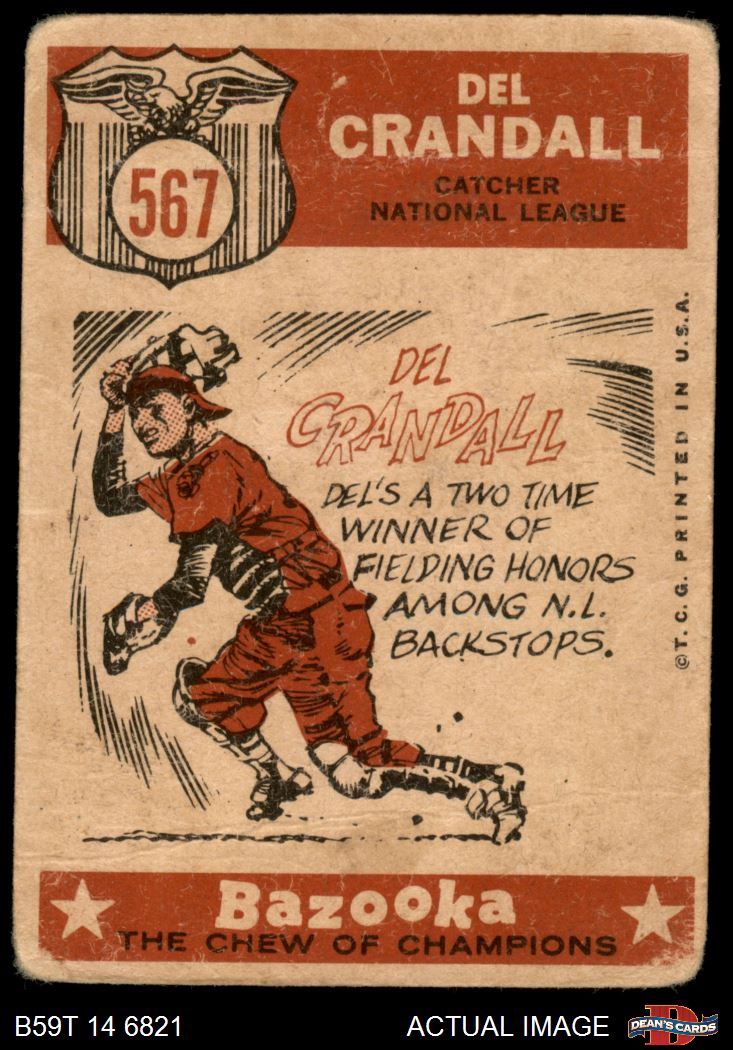 567
DEL
CRANDALL
CATCHER
NATIONAL LEAGUE
DEL
CRANDALL
DEL'S A TWO TIME
WINNER OF
FIELDING HONORS
AMONG N.L.
BACKSTOPS.
©T.C.G. PRINTED IN U.S.A.
Bazooka
THE CHEW OF CHAMPIONS
B59T 14 6821
ACTUAL IMAGE
D
DEAN'S CARDS